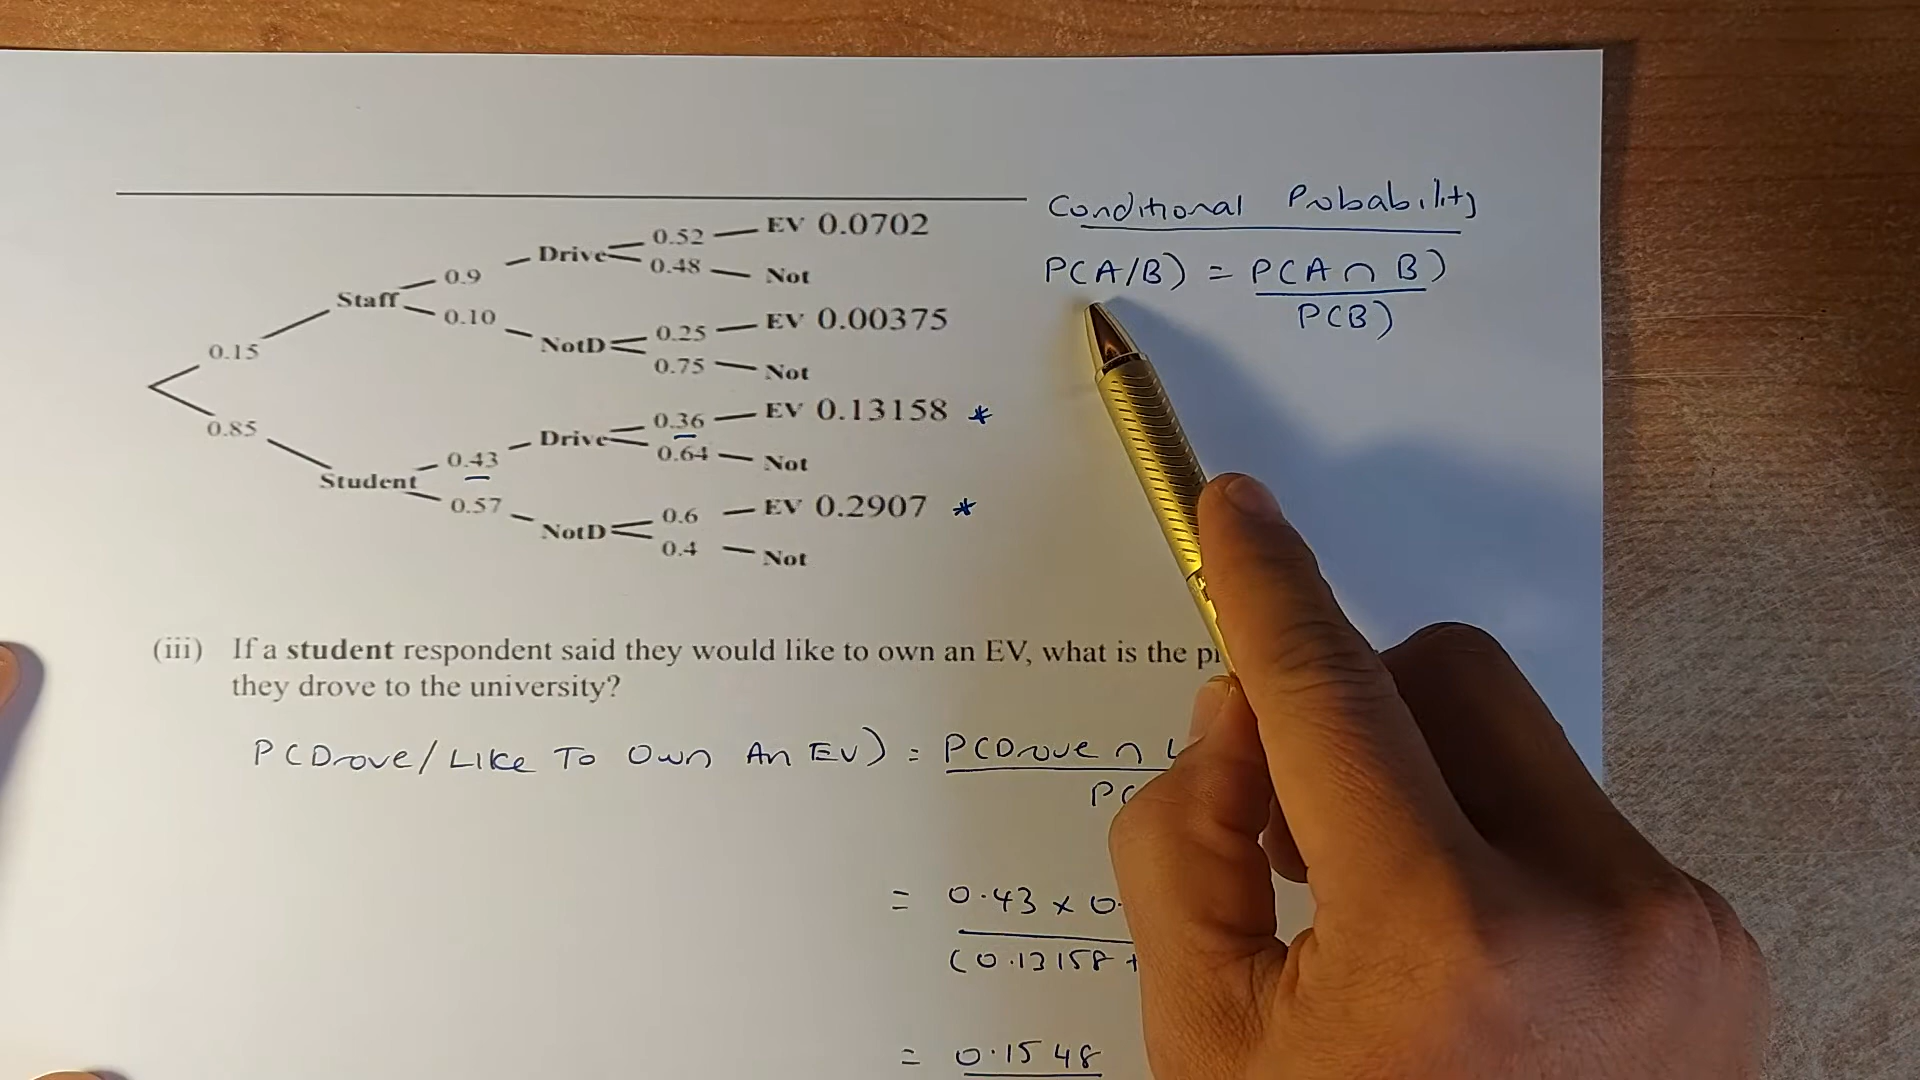 Conditional Probability
P(A/B) = P(A ∩ B)
P(B)
0.52 EV 0.0702
Drive
0.48 Not
0.9
Staff
0.10
0.25 EV 0.00375
NotD
0.75 Not
0.15
0.85
0.36 EV 0.13158 *
Drive
0.64 Not
0.43
Student
0.57
0.6 EV 0.2907 *
NotD
0.4 Not
(iii) If a student respondent said they would like to own an EV, what is the
they drove to the university?
P(Drove/Like To Own An EV) = P(Drove ∩
P(
= 0.43 x 0.
(0.13158 +
= 0.1548